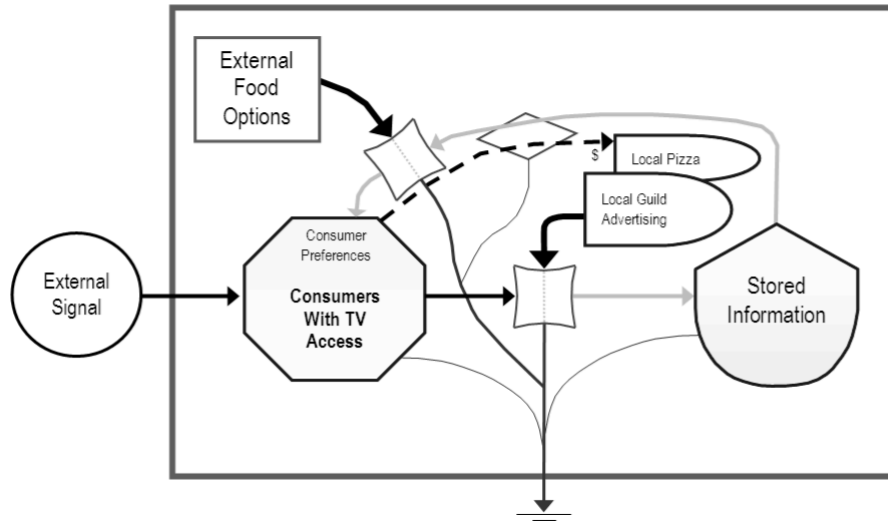 External
Food
Options
$
Local Pizza
Local Guild
Advertising
Consumer
Preferences
Consumers
With TV
Access
External
Signal
Stored
Information